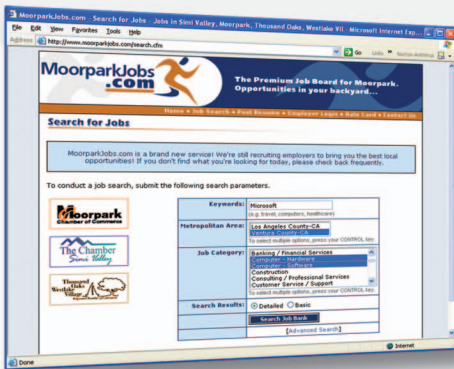 MoorparkJobs.com - Search for Jobs - Jobs in Simi Valley, Moorpark, Thousand Oaks, Westlake Vill - Microsoft Internet Exp...
File Edit View Favorites Tools Help
Address http://www.moorparkjobs.com/search.cfm
Go Links Norton AntiVirus
MoorparkJobs
.com
The Premium Job Board for Moorpark.
Opportunities in your backyard...
Home • Job Search • Post Resume • Employer Login • Rate Card • Contact Us
Search for Jobs
MoorparkJobs.com is a brand new service! We're still recruiting employers to bring you the best local
opportunities! If you don't find what you're looking for today, please check back frequently.
To conduct a job search, submit the following search parameters.
Moorpark
Chamber of Commerce
The Chamber
Simi Valley
Thousand Oaks
Westlake Village
Keywords: Microsoft
(e.g. travel, computers, healthcare)
Metropolitan Area: Los Angeles County-CA
Ventura County-CA
To select multiple options, press your CONTROL key
Job Category: Banking / Financial Services
Computer - Hardware
Computer - Software
Construction
Consulting / Professional Services
Customer Service / Support
To select multiple options, press your CONTROL key
Search Results: Detailed Basic
Search Job Bank
[Advanced Search]
Done
Internet